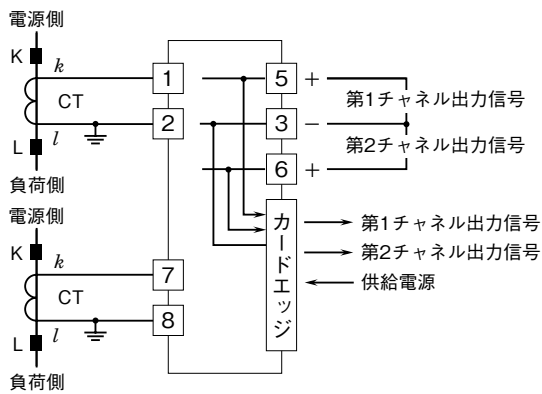 電源側
K
k
CT
l
L
負荷側
電源側
K
k
CT
l
L
負荷側
1
2
7
8
5 +
3 −
6 +
第1チャネル出力信号
第2チャネル出力信号
カードエッジ
第1チャネル出力信号
第2チャネル出力信号
供給電源